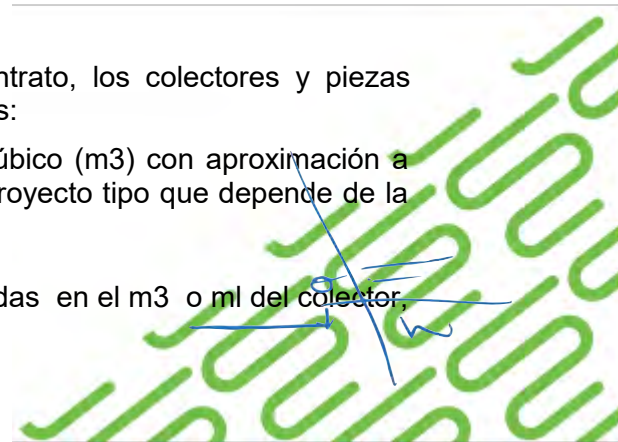 ntrato, los colectores y piezas
s:
úbico (m3) con aproximación a
royecto tipo que depende de la
das en el m3 o ml del colector,